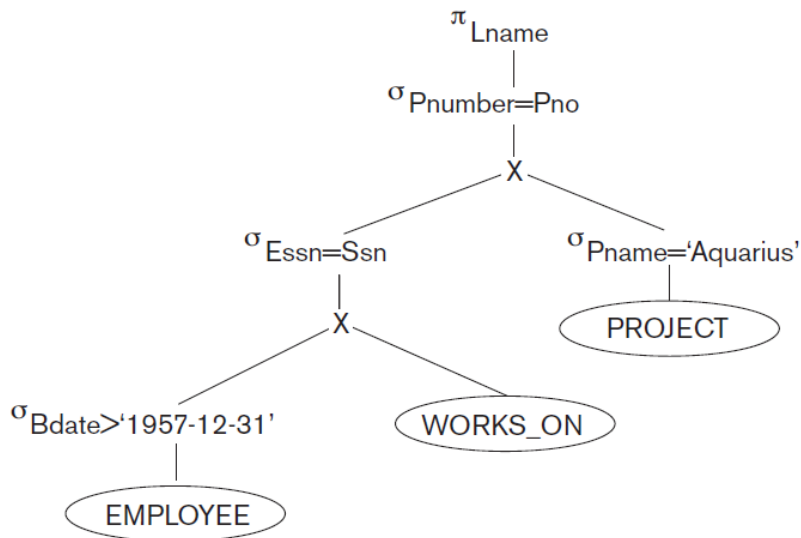 π Lname
σ Pnumber=Pno
X
σ Essn=Ssn
σ Pname=‘Aquarius’
X
PROJECT
σ Bdate>‘1957-12-31’
WORKS_ON
EMPLOYEE